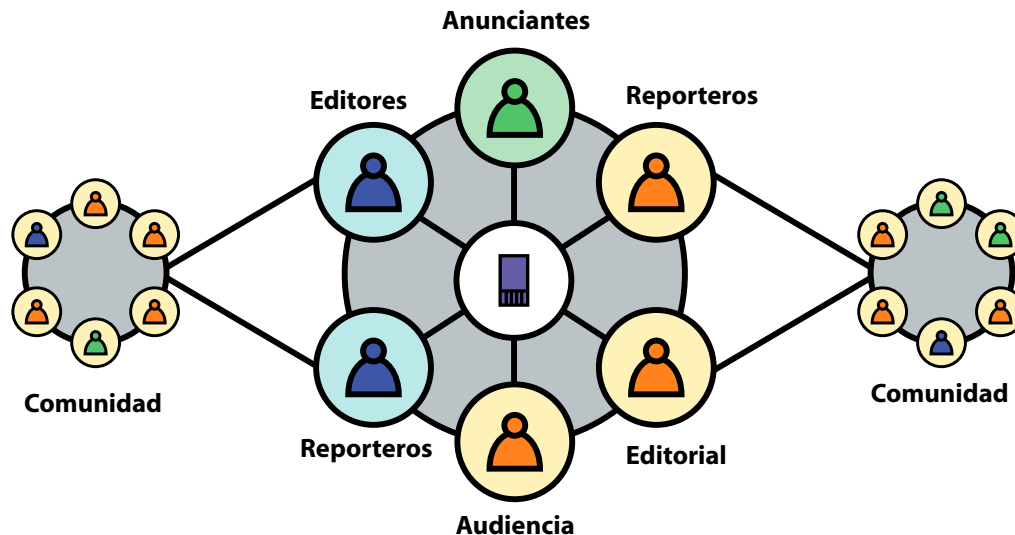 Anunciantes
Editores
Reporteros
Comunidad
Comunidad
Reporteros
Editorial
Audiencia